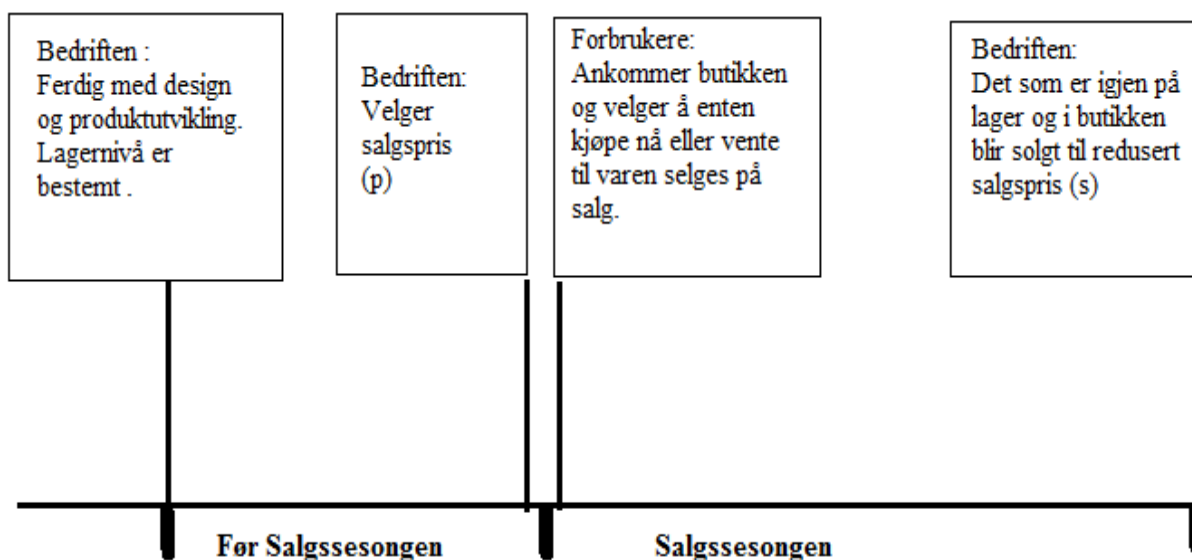 Bedriften :
Ferdig med design
og produktutvikling.
Lagernivå er
bestemt .
Bedriften:
Velger
salgspris
(p)
Forbrukere:
Ankommer butikken
og velger å enten
kjøpe nå eller vente
til varen selges på
salg.
Bedriften:
Det som er igjen på
lager og i butikken
blir solgt til redusert
salgspris (s)
Før Salgssesongen
Salgssesongen